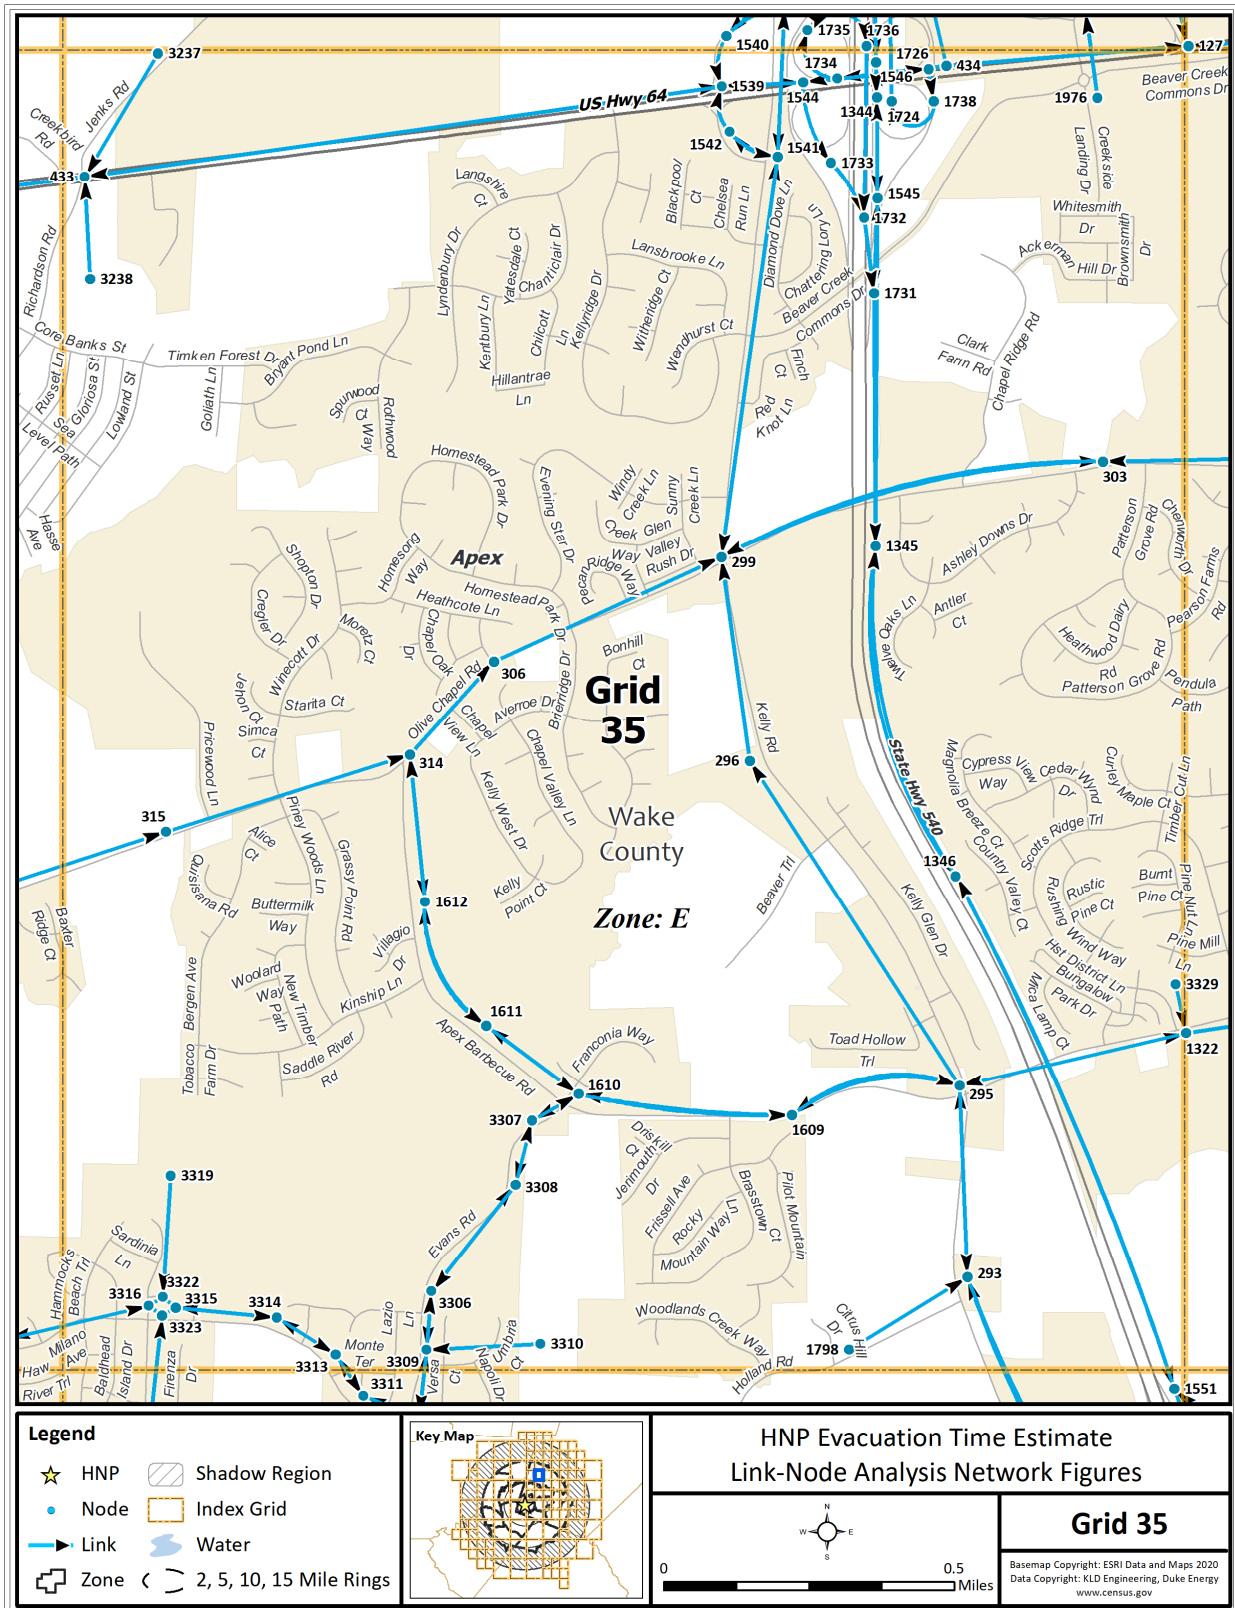 3237
1540
1735
1736
1726
434
127
1734
1546
Beaver Creek
Commons Dr
Jenks Rd
Creekbird
Rd
US Hwy 64
1539
1544
1344
1724
1738
1976
1542
1541
1733
433
Langshire
Ct
Blackpool
Ct
Chelsea
Run Ln
Diamond Dove Ln
1545
1732
Creekside
Landing Dr
Whitesmith
Dr
Brownsmith
Dr
Ackerman
Hill Dr
Richardson Rd
3238
Lyndenbury Dr
Yatesdale Ct
Chanticlair Dr
Lansbrooke Ln
Chattering Lory Ln
Beaver Creek
Commons Dr
1731
Kentbury Ln
Chilcott
Ln
Kellyridge Dr
Witheridge Ct
Wendhurst Ct
Core Banks St
Timken Forest Dr
Bryant Pond Ln
Finch
Ct
Clark
Farm Rd
Chapel Ridge Rd
Russet Ln
Sea Gloriosa St
Lowland St
Level Path
Goliath Ln
Spurwood
Ct Way
Rothwood
Hillantrae
Ln
Red
Knot Ln
Homestead Park Dr
Evening Star Dr
Windy
Creek Ln
Sunny
Creek Ln
303
Hasse
Ave
Creek Glen
Way Valley
Rush Dr
Pecan
Ridge Way
299
1345
Ashley Downs Dr
Patterson
Grove Rd
Chenworth Dr
Pearson Farms
Rd
Shopton Dr
Homesong
Way
Apex
Homestead Park Dr
Heathcote Ln
Cregler Dr
Moretz Ct
Winecott Dr
Chapel Oak
Dr
Twelve Oaks Ln
Antler
Ct
Heathwood Dairy
Rd
Patterson Grove Rd
Pendula
Path
Bonhill
Ct
306
Grid
35
Jehon Ct
Starita Ct
Simca
Ct
Olive Chapel Rd
Chapel
View Ln
Averroe Dr
Brierridge Dr
Kelly Rd
Pricewood Ln
314
296
State Hwy 540
Magnolia Breeze Ct
Cypress View
Way
Cedar Wynd
Dr
Curley Maple Ct
Timber Cut Ln
Chapel Valley Ln
Kelly West Dr
315
Piney Woods Ln
Alice
Ct
Grassy Point Rd
Wake
County
Scotts Ridge Trl
Country Valley Ct
1346
Beaver Trl
Kelly Glen Dr
Kelly
Point Ct
Zone: E
Ouisiana Rd
Buttermilk
Way
1612
Villagio
Dr
Rushing Wind Way
Rustic
Pine Ct
Burnt
Pine Ct
Pine Nut Ln
Pine Mill
Ln
Baxter
Ridge Ct
Woolard
Way
New Timber
Path
Kinship Ln
Hst District Ln
Bungalow
Park Dr
Mica Lamp Ct
3329
Tobacco
Farm Dr
Bergen Ave
Saddle River
Rd
1611
Apex Barbecue Rd
Franconia Way
Toad Hollow
Trl
1322
1610
295
3307
1609
Driskill
Ct
Jerimouth
Dr
3319
3308
Frissell Ave
Rocky
Mountain Way Ln
Brasstown
Ct
Pilot Mountain
Evans Rd
Sardinia
Ln
Hammocks
Beach Trl
293
3322
3316
3315
3323
3314
3306
Lazio
Ln
Woodlands Creek Way
Citrus Hill
Dr
1798
Haw
River Trl
Milano
Ave
Baldhead
Island Dr
Firenza
Dr
3313
Monte
Ter
3309
3310
3311
Versa
Ct
Napoli Dr
Umbria
Ct
Holland Rd
1551
Legend
HNP
Shadow Region
Node
Index Grid
Link
Water
Zone
2, 5, 10, 15 Mile Rings
Key Map
HNP Evacuation Time Estimate
Link-Node Analysis Network Figures
N
W
E
S
0
0.5
Miles
Grid 35
Basemap Copyright: ESRI Data and Maps 2020
Data Copyright: KLD Engineering, Duke Energy
www.census.gov